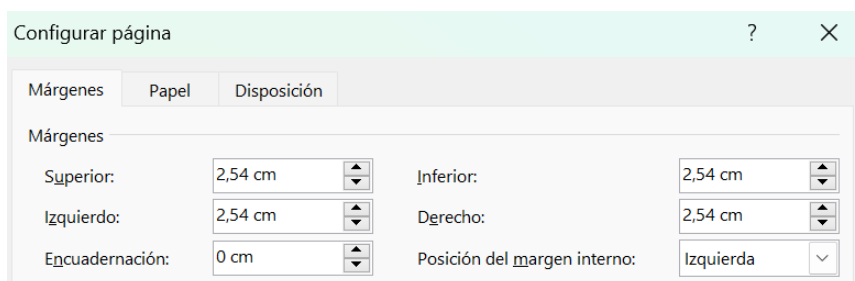 Configurar página ?
Márgenes Papel Disposición
Márgenes
Superior: 2,54 cm Inferior: 2,54 cm
Izquierdo: 2,54 cm Derecho: 2,54 cm
Encuadernación: 0 cm Posición del margen interno: Izquierda